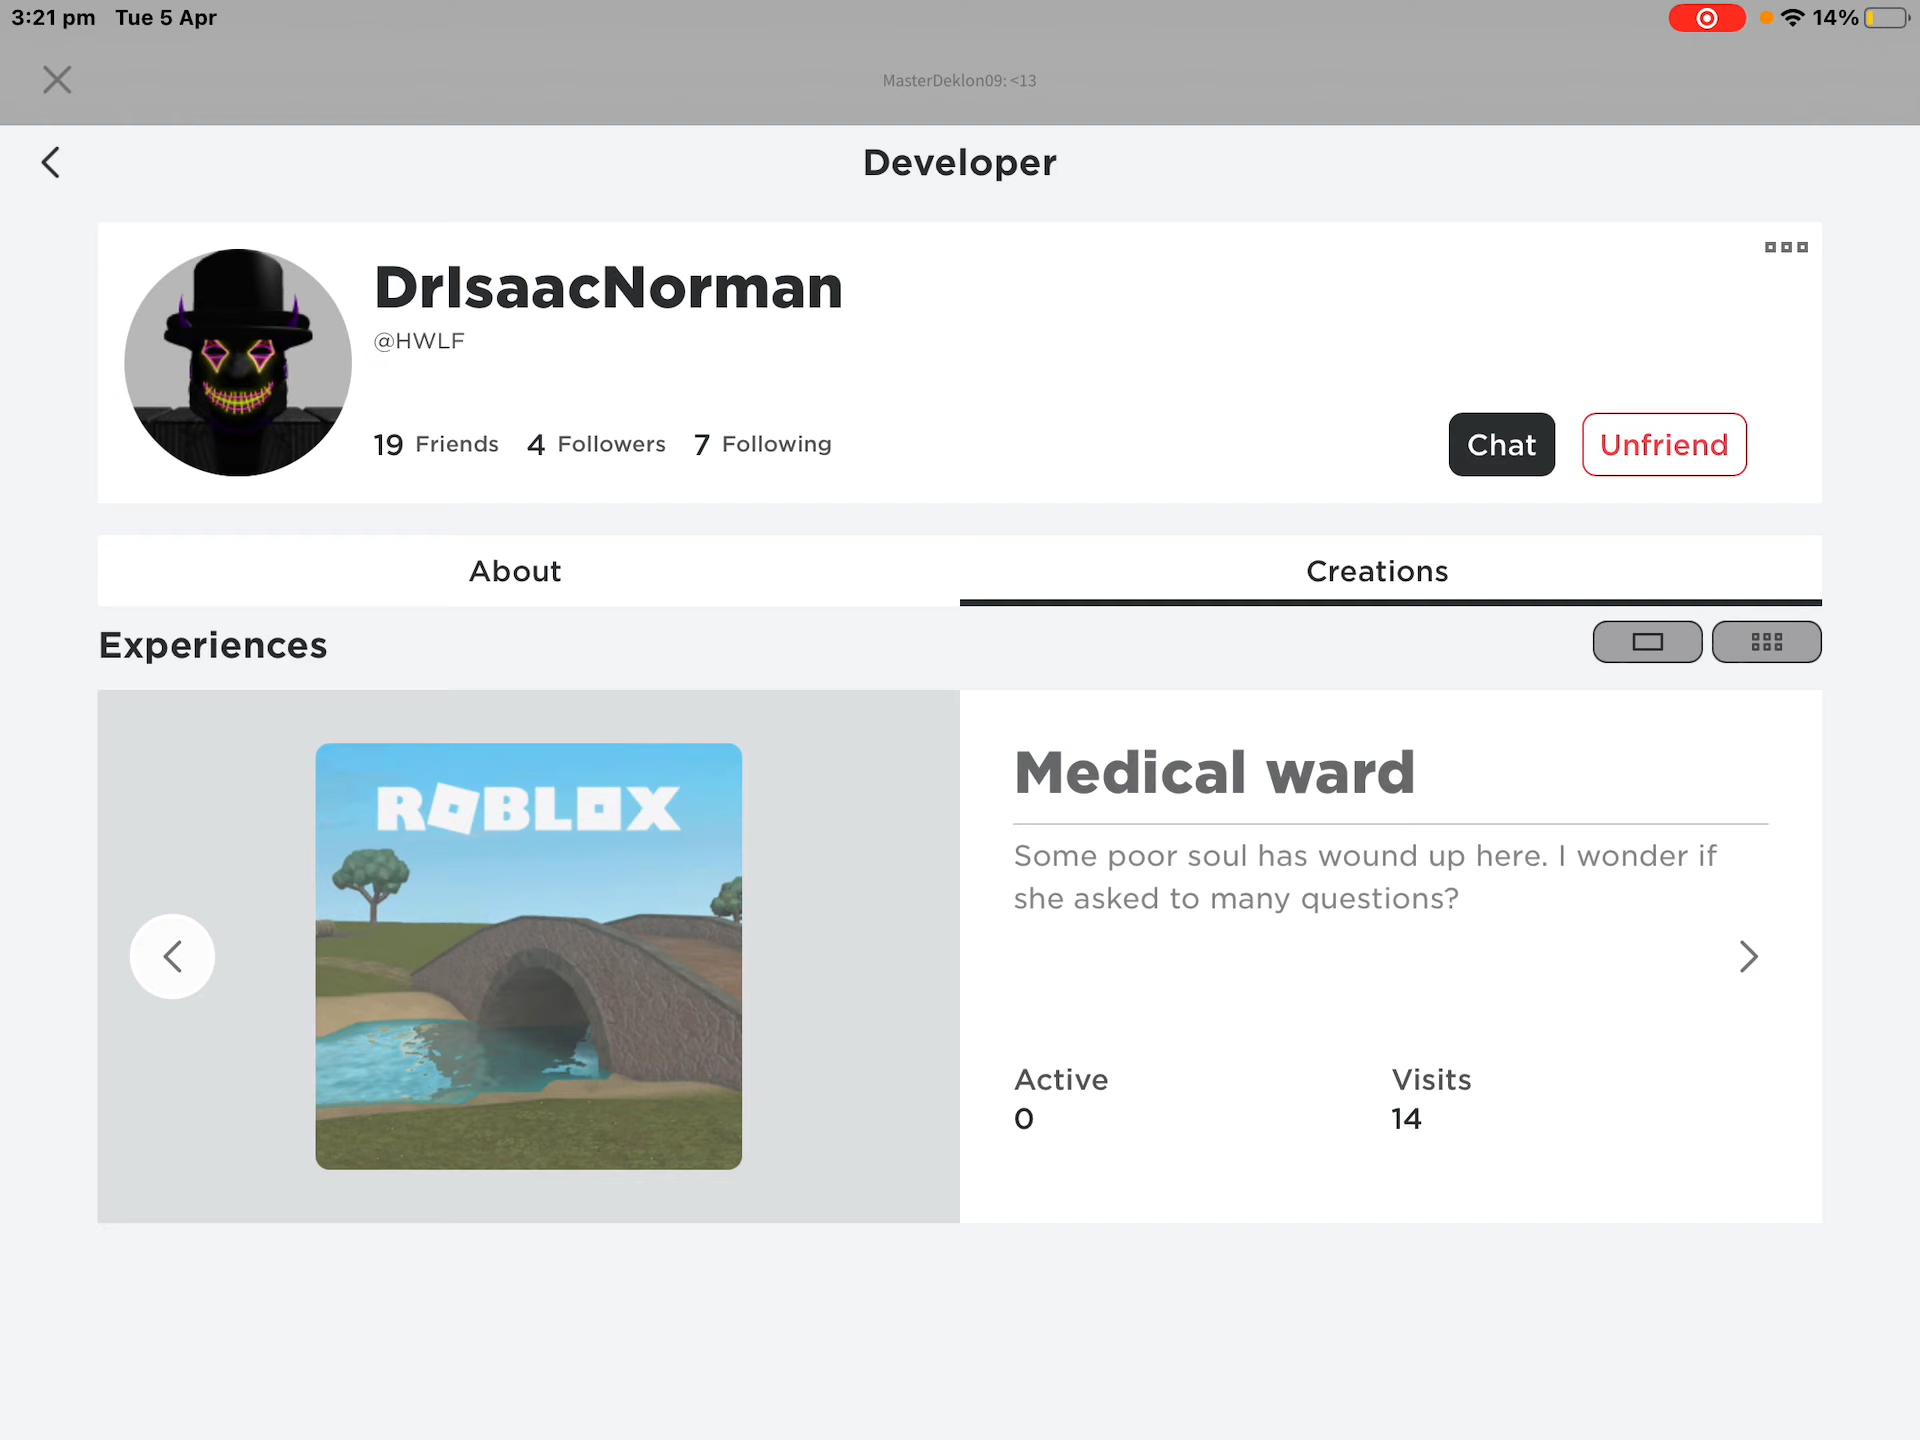 3:21 pm Tue 5 Apr 14%
MasterDeklon09: <13
Developer
DrIsaacNorman
@HWLF
19 Friends 4 Followers 7 Following
Chat Unfriend
About Creations
Experiences
ROBLOX
Medical ward
Some poor soul has wound up here. I wonder if
she asked to many questions?
Active Visits
0 14